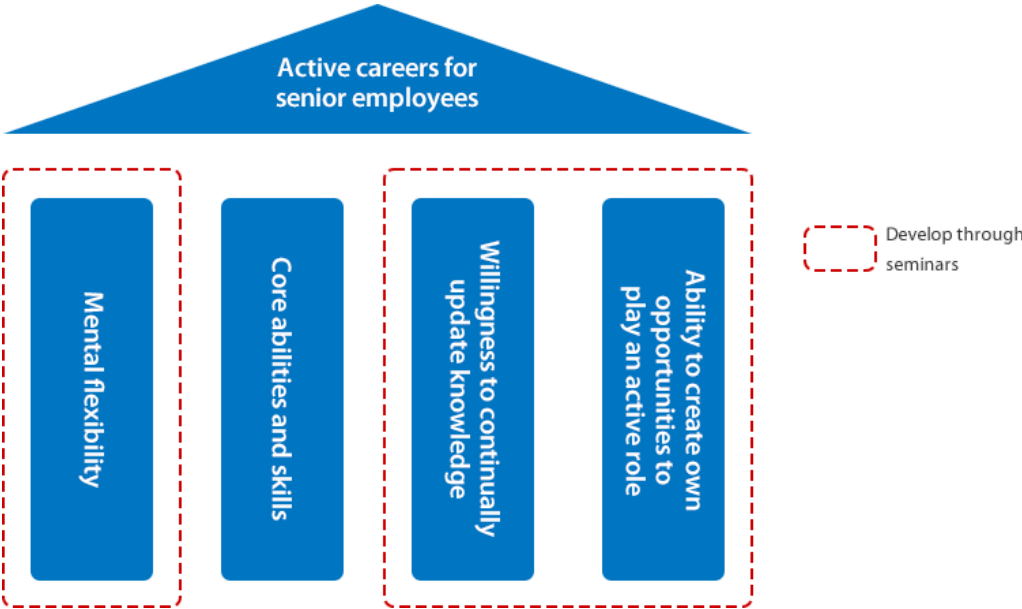 Active careers for
senior employees
Mental flexibility
Core abilities and skills
Willingness to continually
update knowledge
Ability to create own
opportunities to
play an active role
Develop through
seminars